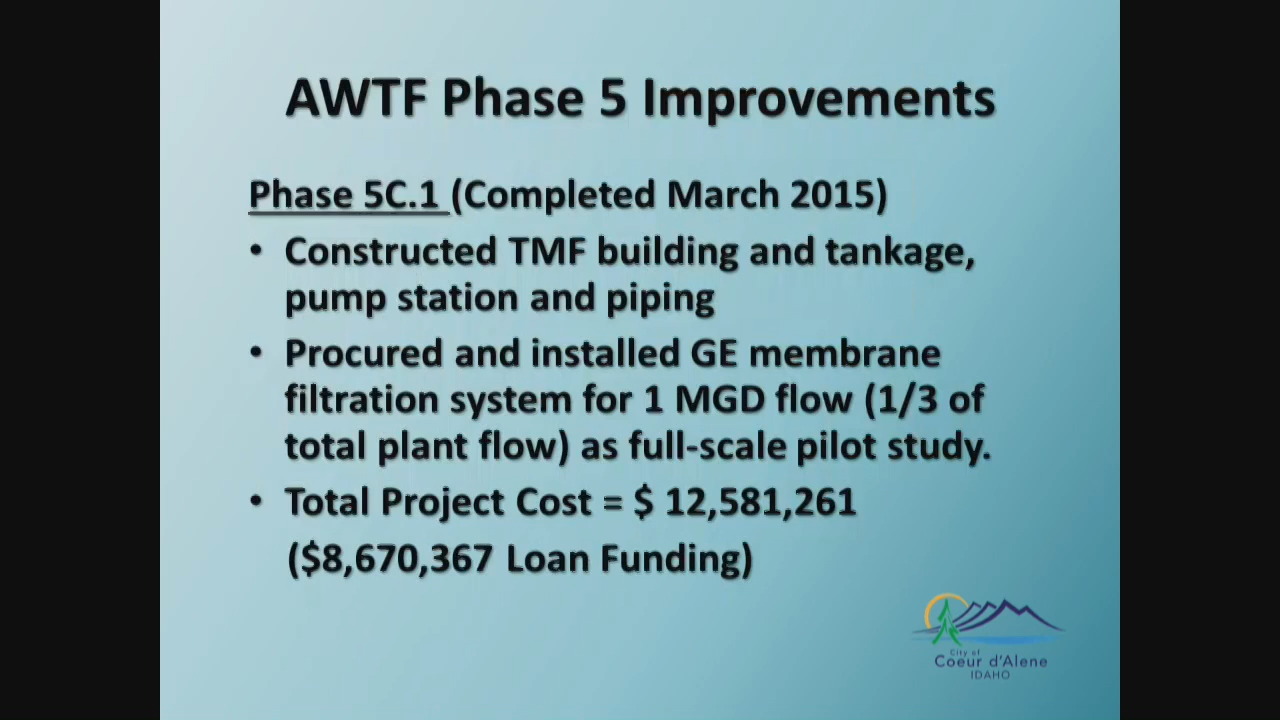 AWTF Phase 5 Improvements
Phase 5C.1 (Completed March 2015)
• Constructed TMF building and tankage,
pump station and piping
• Procured and installed GE membrane
filtration system for 1 MGD flow (1/3 of
total plant flow) as full-scale pilot study.
• Total Project Cost = $ 12,581,261
($8,670,367 Loan Funding)
City of
Coeur d'Alene
IDAHO